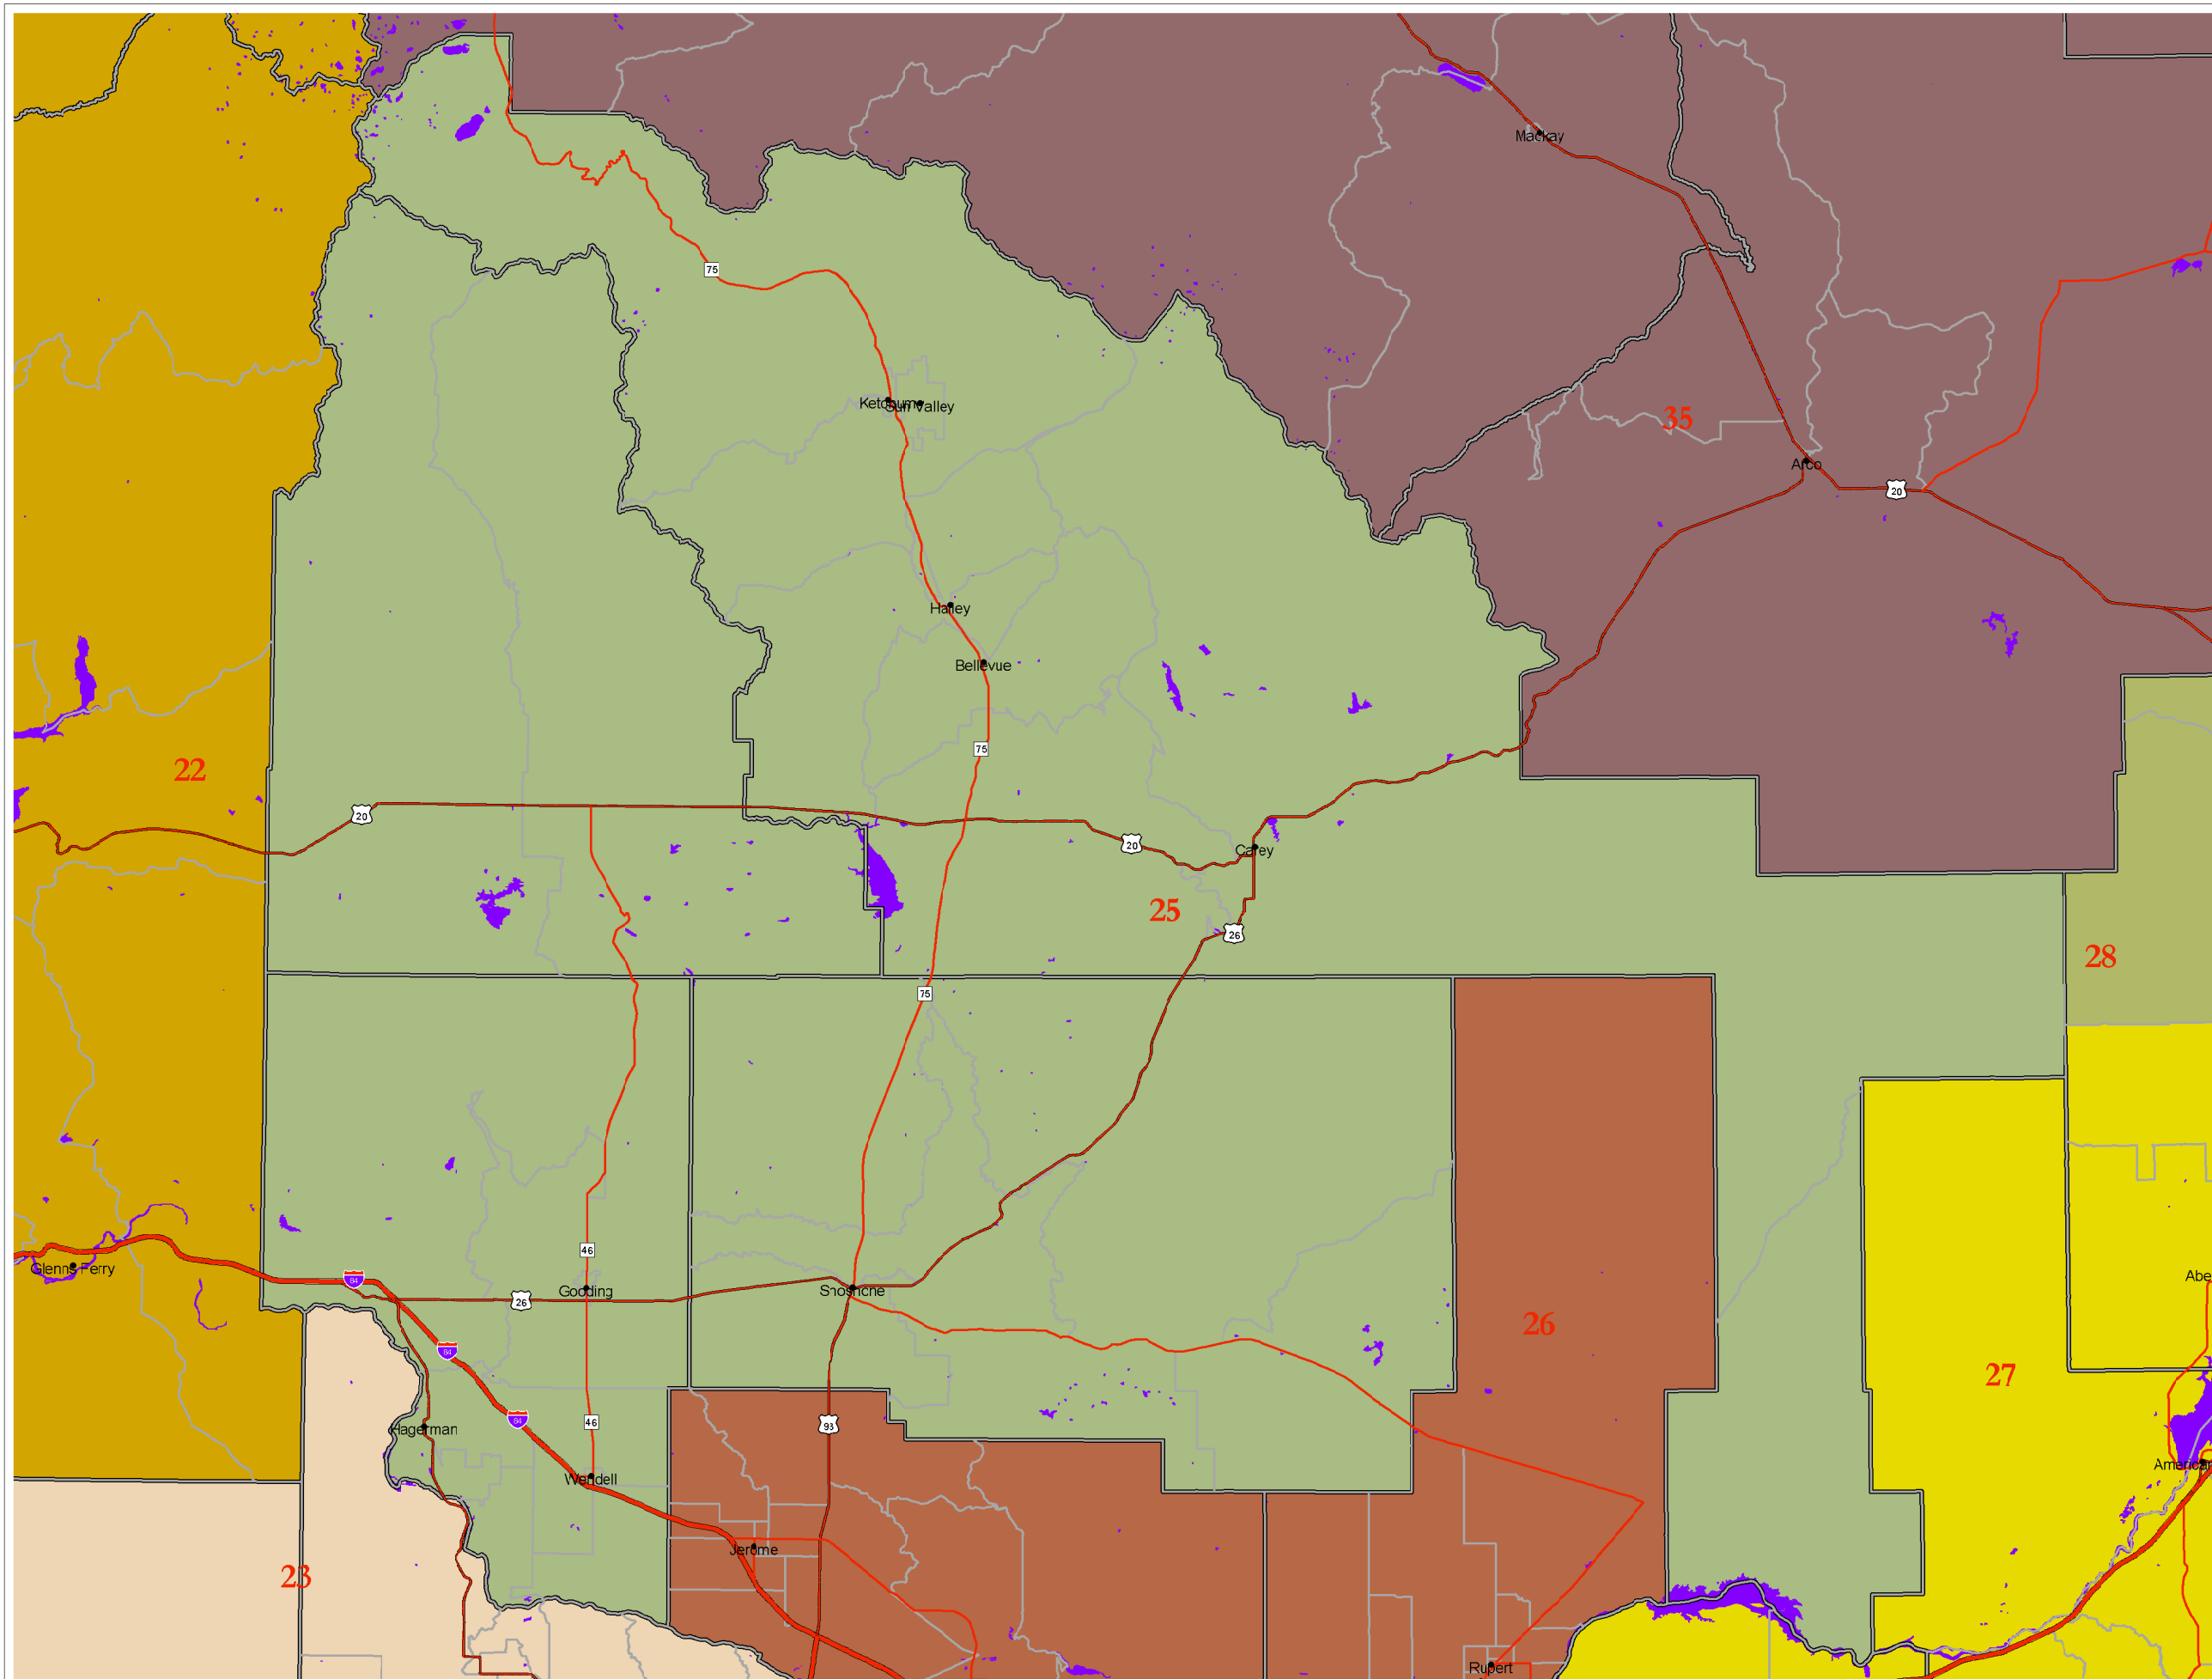 Mackay
75
Ketchum
Sun Valley
35
Arco
20
Hailey
Bellevue
75
22
20
20
Carey
25
26
28
75
46
Glenns Ferry
84
Gooding
26
Shoshone
Abe
26
84
27
84
46
93
Hagerman
American
Wendell
Jerome
23
Rupert